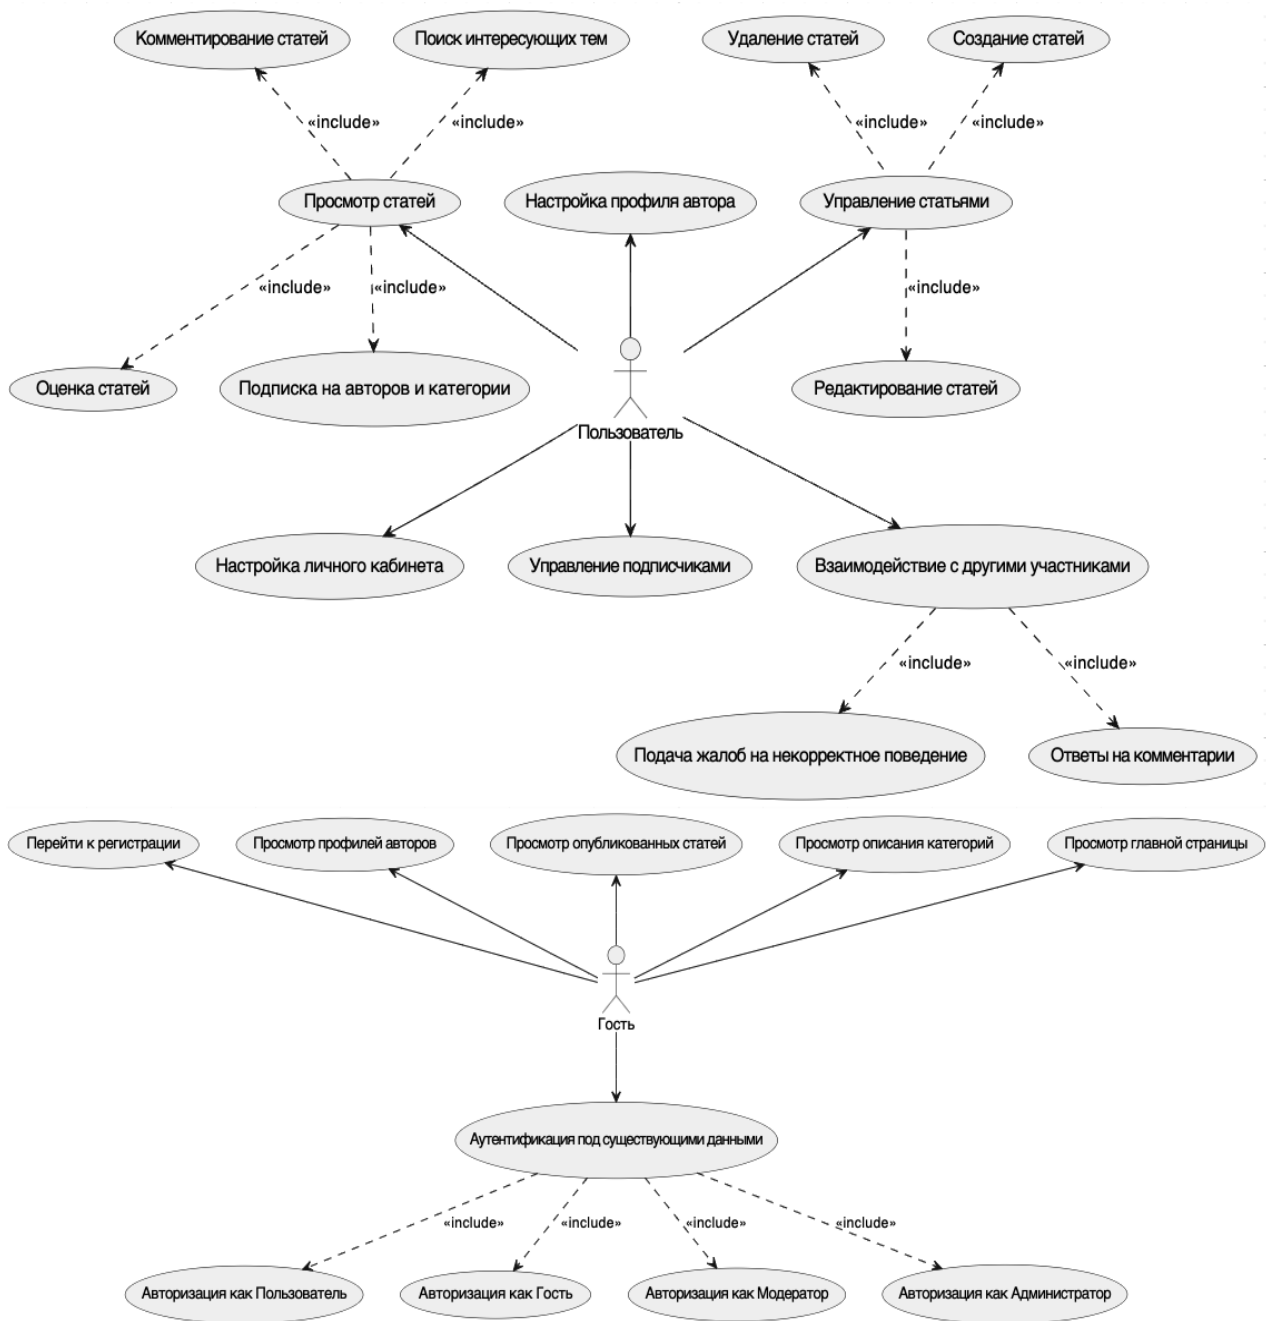 Комментирование статей
Поиск интересующих тем
Удаление статей
Создание статей
«include»
«include»
«include»
«include»
Просмотр статей
Настройка профиля автора
Управление статьями
«include»
«include»
«include»
Оценка статей
Подписка на авторов и категории
Редактирование статей
Пользователь
Настройка личного кабинета
Управление подписчиками
Взаимодействие с другими участниками
«include»
«include»
Подача жалоб на некорректное поведение
Ответы на комментарии
Перейти к регистрации
Просмотр профилей авторов
Просмотр опубликованных статей
Просмотр описания категорий
Просмотр главной страницы
Гость
Аутентификация под существующими данными
«include»
«include»
«include»
«include»
Авторизация как Пользователь
Авторизация как Гость
Авторизация как Модератор
Авторизация как Администратор